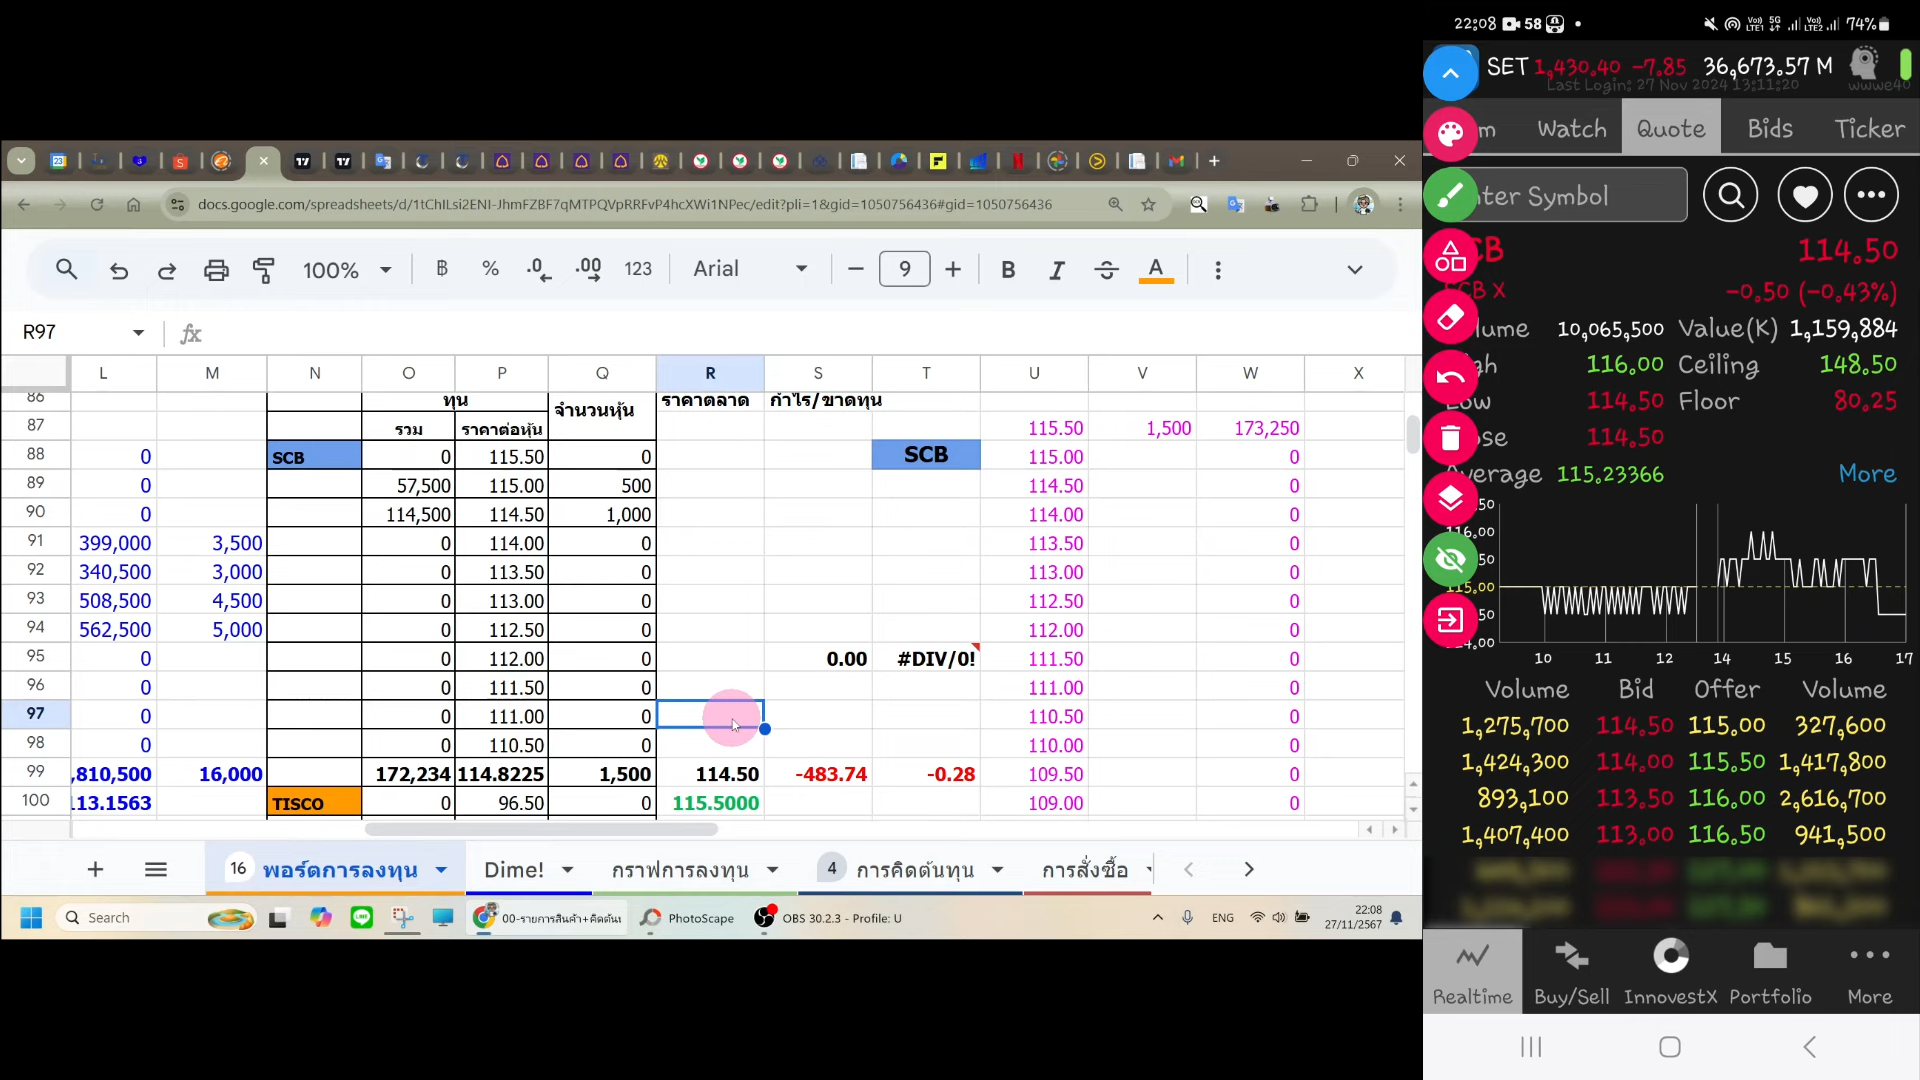 22:08 58 74%
SET 1,430.40 -7.85 36,673.57 M
Last Login: 27 Nov 2024 13:11:20
Watch Quote Bids Ticker
nter Symbol
docs.google.com/spreadsheets/d/1tChILsi2ENI-JhmFZBF7qMTPQVpRRFvP4hcXWi1NPec/edit?pli=1&gid=1050756436#gid=1050756436
100% ฿ % .0 .00 123 Arial 9 B I A
R97 fx
L M N O P Q R S T U V W X
86 ทุน จำนวนหุ้น ราคาตลาด กำไร/ขาดทุน
87 รวม ราคาต่อหุ้น 115.50 1,500 173,250
88 0 SCB 0 115.50 0 SCB 115.00 0
89 0 57,500 115.00 500 114.50 0
90 0 114,500 114.50 1,000 114.00 0
91 399,000 3,500 0 114.00 0 113.50 0
92 340,500 3,000 0 113.50 0 113.00 0
93 508,500 4,500 0 113.00 0 112.50 0
94 562,500 5,000 0 112.50 0 112.00 0
95 0 0 112.00 0 0.00 #DIV/0! 111.50 0
96 0 0 111.50 0 111.00 0
97 0 0 111.00 0 110.50 0
98 0 0 110.50 0 110.00 0
99 ,810,500 16,000 172,234 114.8225 1,500 114.50 -483.74 -0.28 109.50 0
100 113.1563 TISCO 0 96.50 0 115.5000 109.00 0
16 พอร์ตการลงทุน Dime! กราฟการลงทุน 4 การคิดต้นทุน การสั่งซื้อ
Search 00-รายการสินค้า+คิดต้นทุ PhotoScape OBS 30.2.3 - Profile: U ENG 22:08
27/11/2567
CB 114.50
CB X -0.50 (-0.43%)
lume 10,065,500 Value(K) 1,159,884
gh 116.00 Ceiling 148.50
Low 114.50 Floor 80.25
ose 114.50
Average 115.23366 More
116.00
115.00
10 11 12 14 15 16 17
Volume Bid Offer Volume
1,275,700 114.50 115.00 327,600
1,424,300 114.00 115.50 1,417,800
893,100 113.50 116.00 2,616,700
1,407,400 113.00 116.50 941,500
Realtime Buy/Sell InnovestX Portfolio More